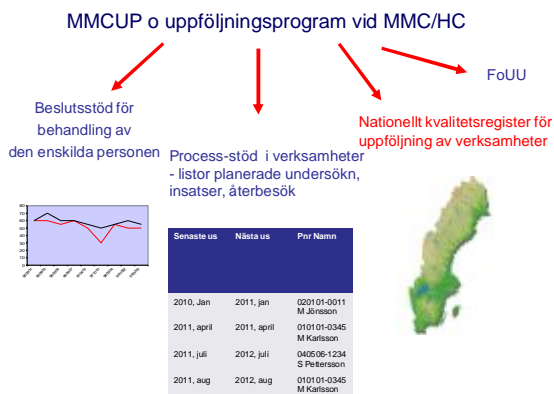 MMCUP o uppföljningsprogram vid MMC/HC
FoUU
Beslutsstöd för
behandling av
den enskilda personen
Nationellt kvalitetsregister för
uppföljning av verksamheter
Process-stöd i verksamheter
- listor planerade undersökn,
insatser, återbesök
80
70
60
50
40
30
20
10
0
Senaste us Nästa us Pnr Namn
2010, Jan 2011, jan 020101-0011
M Jönsson
2011, april 2011, april 010101-0345
M Karlsson
2011, juli 2012, juli 040506-1234
S Pettersson
2011, aug 2012, aug 010101-0345
M Karlsson